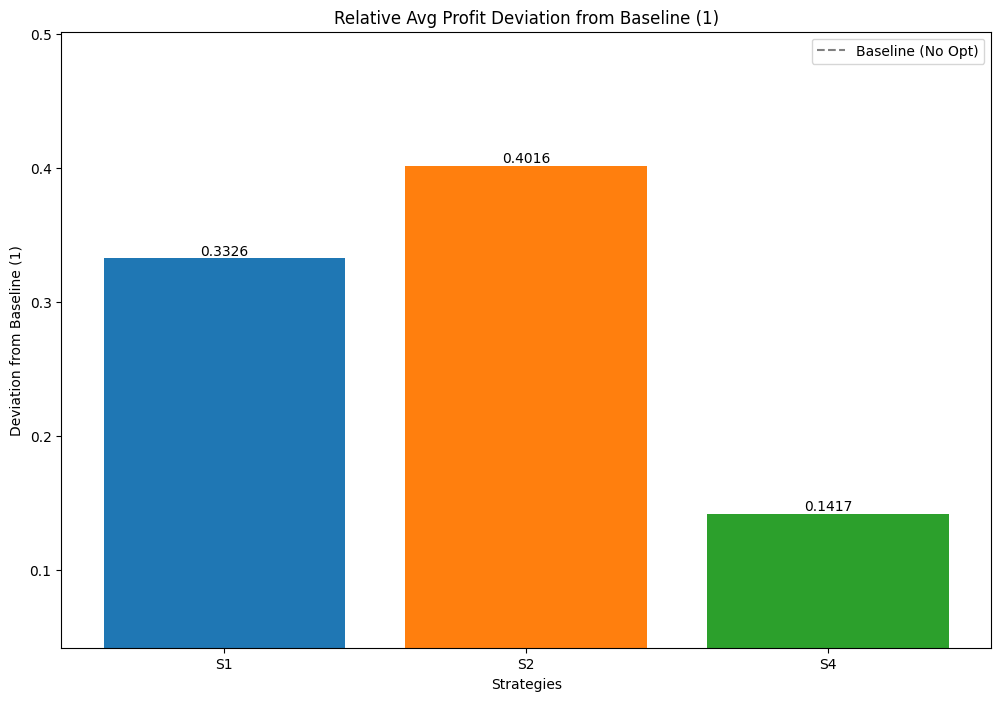 Relative Avg Profit Deviation from Baseline (1)
Baseline (No Opt)
Deviation from Baseline (1)
0.5
0.4
0.3
0.2
0.1
0.3326
0.4016
0.1417
S1
S2
S4
Strategies